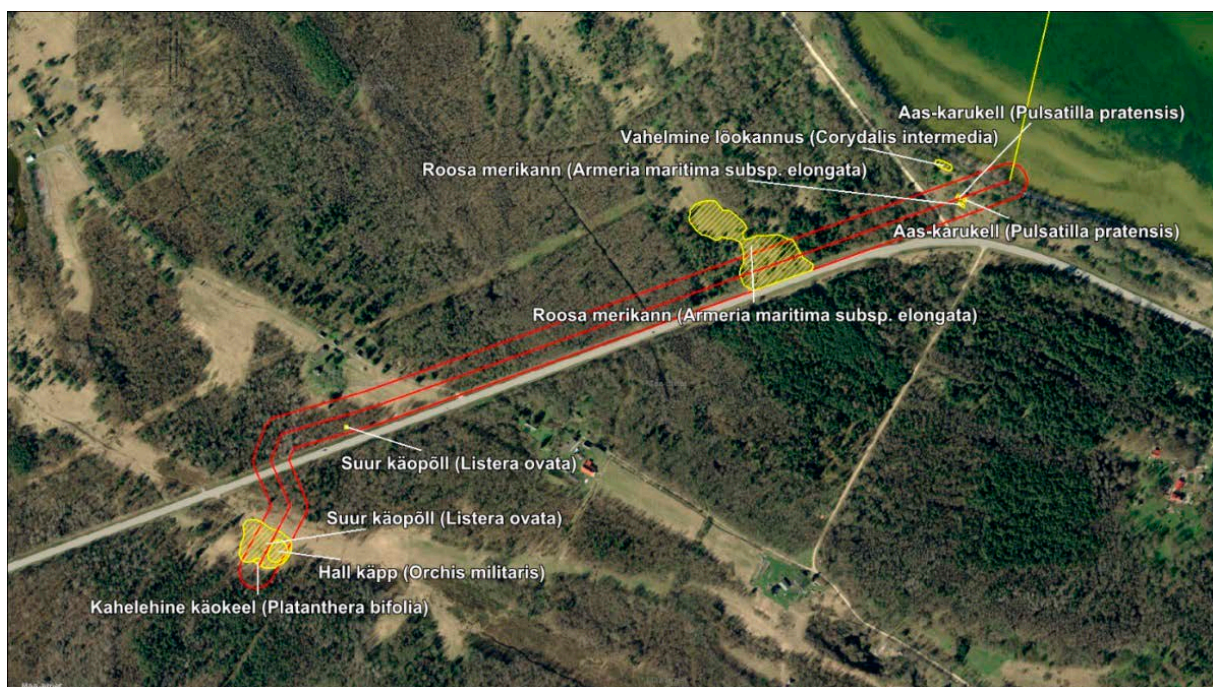 Aas-karukell (Pulsatilla pratensis)
Vahelmine lõokannus (Corydalis intermedia)
Roosa merikann (Armeria maritima subsp. elongata)
Aas-karukell (Pulsatilla pratensis)
Roosa merikann (Armeria maritima subsp. elongata)
Suur käopõll (Listera ovata)
Suur käopõll (Listera ovata)
Hall käpp (Orchis militaris)
Kahelehine käokeel (Platanthera bifolia)